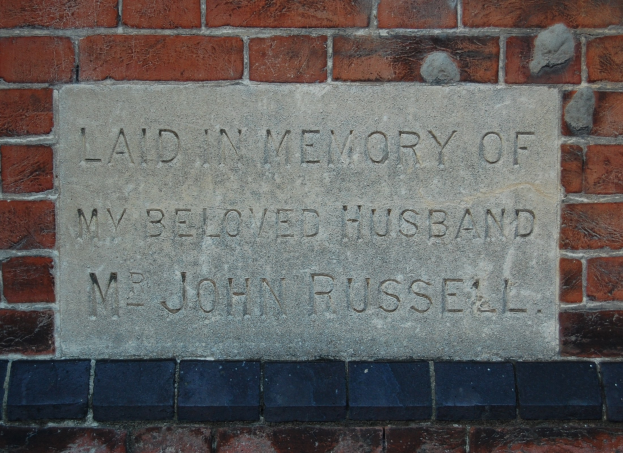 LAID IN MEMORY OF
MY BELOVED HUSBAND
MR JOHN RUSSELL.